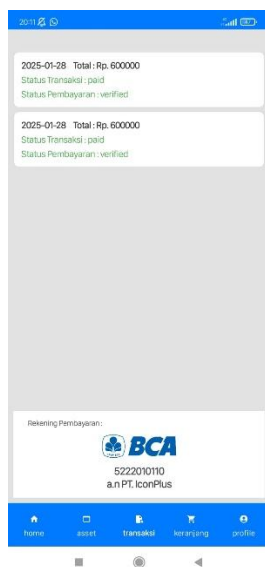 20.11
2025-01-28 Total : Rp. 600000
Status Transaksi : paid
Status Pembayaran : verified
2025-01-28 Total : Rp. 600000
Status Transaksi : paid
Status Pembayaran : verified
Rekening Pembayaran :
BCA
5222010110
a.n PT. IconPlus
home asset transaksi keranjang profile